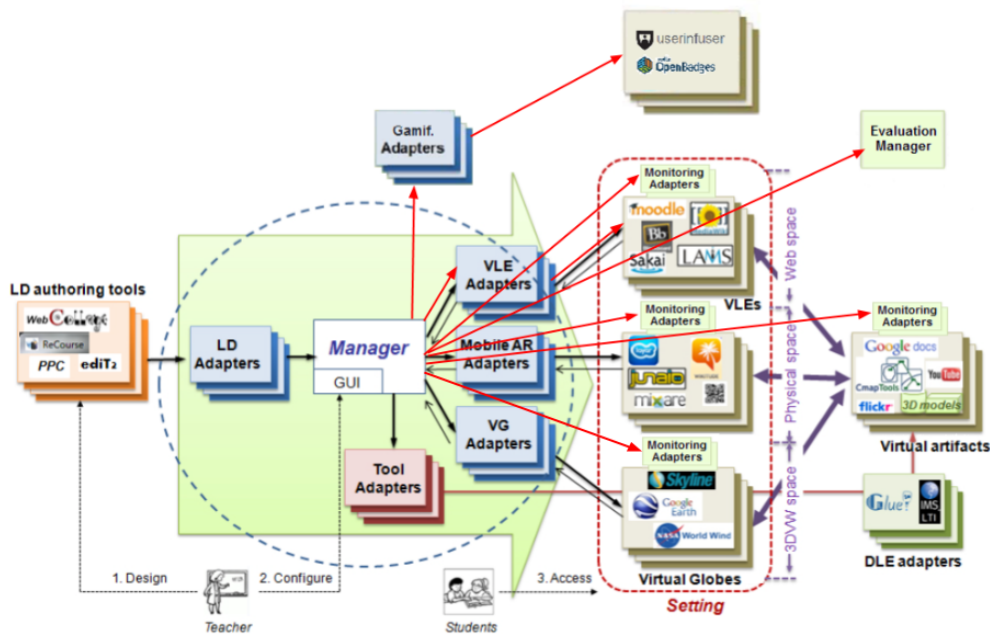 userinfuser
OpenBadges
Gamif.
Adapters
Evaluation
Manager
Monitoring
Adapters
moodle
Bb
Sakai
LAMS
VLEs
Web space
VLE
Adapters
LD authoring tools
Web Collage
ReCourse
PPC
ediT2
LD
Adapters
Manager
GUI
Mobile AR
Adapters
Monitoring
Adapters
junaio
mixare
Physical space
Monitoring
Adapters
Google docs
YouTube
CmapTools
flickr
3D models
Virtual artifacts
VG
Adapters
Tool
Adapters
Monitoring
Adapters
Skyline
Google
Earth
NASA
World Wind
Virtual Globes
3DVW space
Glue!
IMS
LTI
DLE adapters
1. Design
2. Configure
3. Access
Teacher
Students
Setting